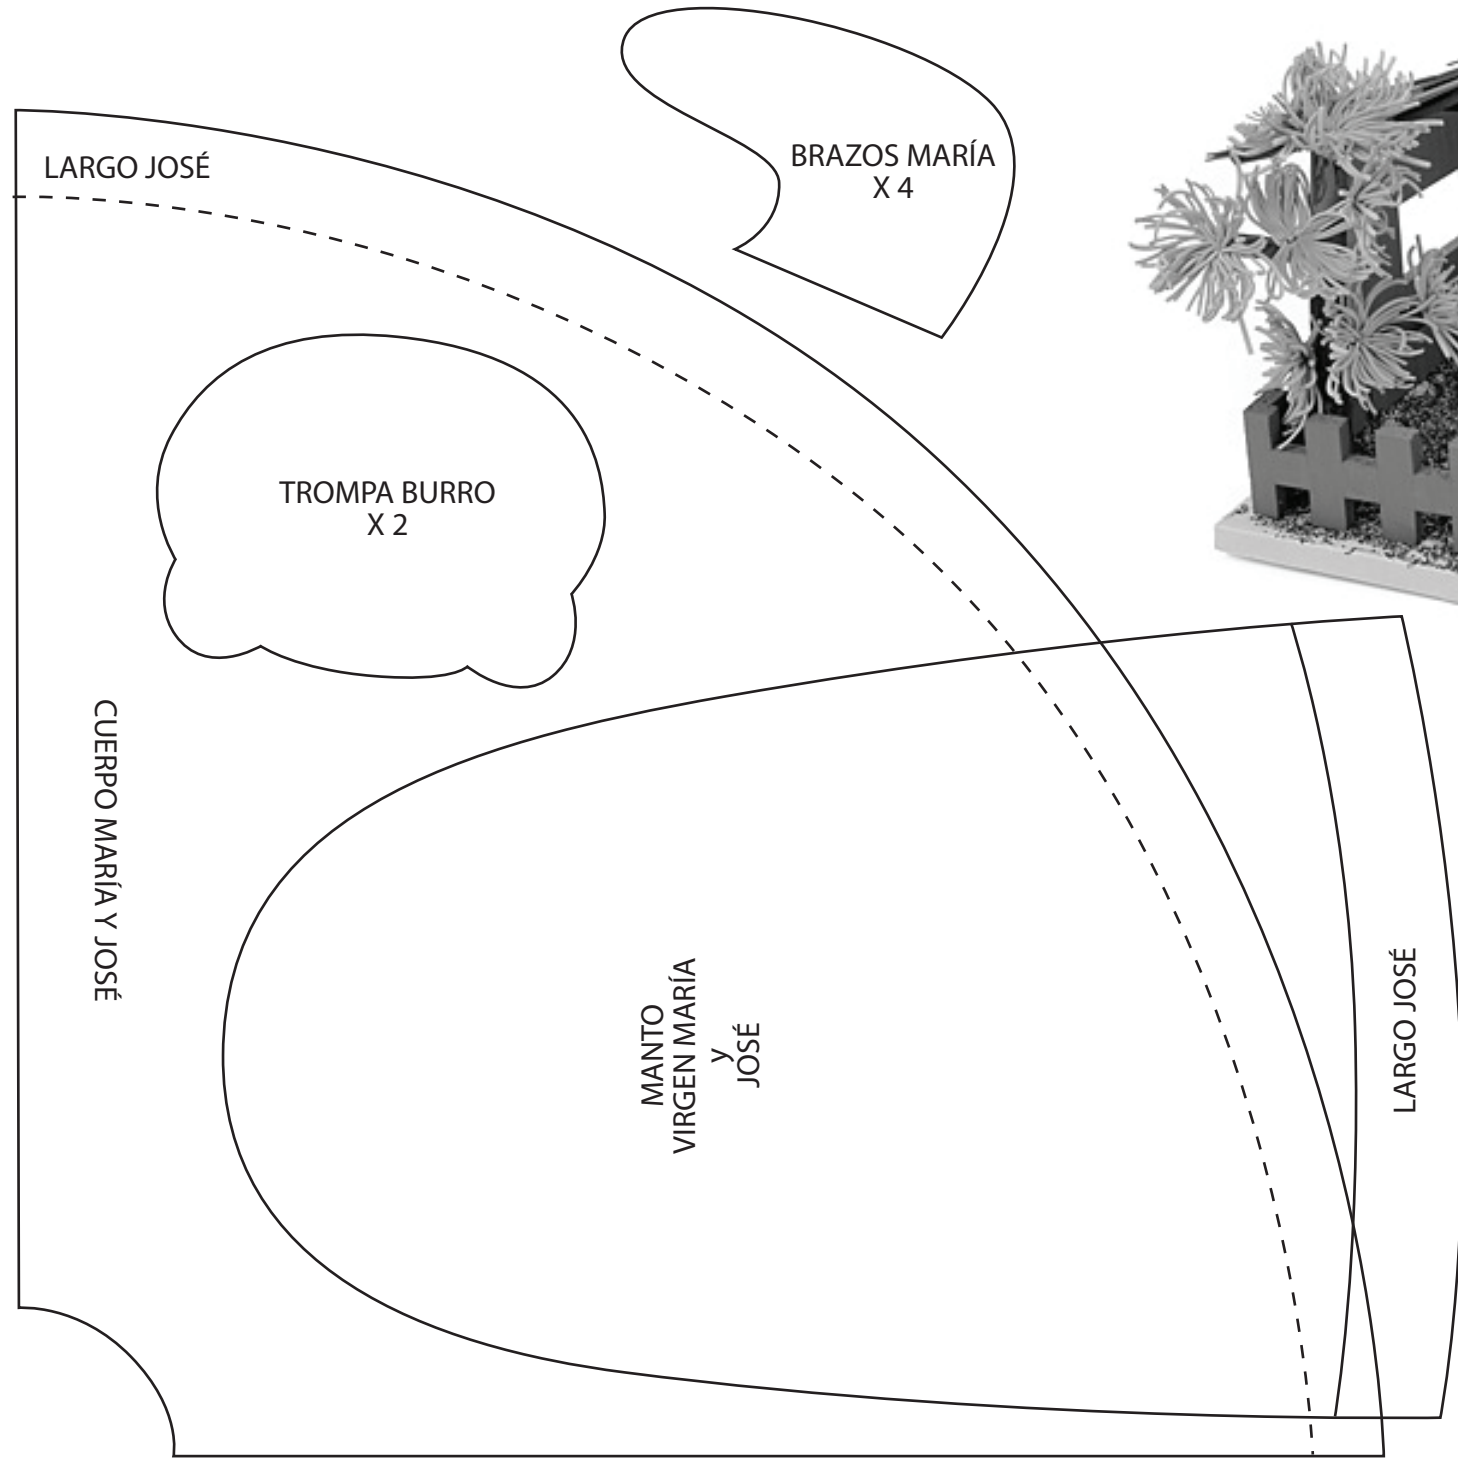 BRAZOS MARÍA
X 4
LARGO JOSÉ
TROMPA BURRO
X 2
CUERPO MARÍA Y JOSÉ
MANTO
VIRGEN MARÍA
y
JOSÉ
LARGO JOSÉ